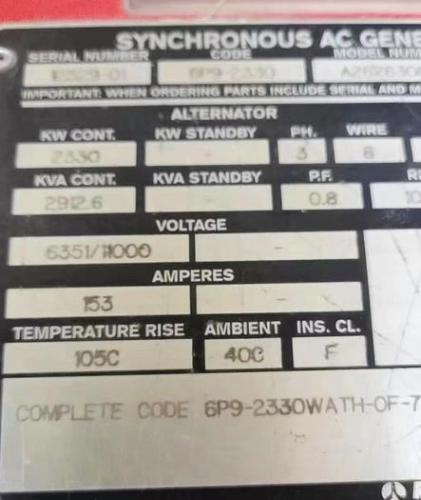 SYNCHRONOUS AC GENE
SERIAL NUMBER CODE MODEL NUM
6P9-2330
IMPORTANT: WHEN ORDERING PARTS INCLUDE SERIAL AND M
ALTERNATOR
KW CONT. KW STANDBY PH. WIRE
2330 - 3 6
KVA CONT. KVA STANDBY P.F. R
2912.6 - 0.8 10
VOLTAGE
6351/11000 -
AMPERES
153 -
TEMPERATURE RISE AMBIENT INS. CL.
105C 40C F
COMPLETE CODE 6P9-2330WATH-OF-7